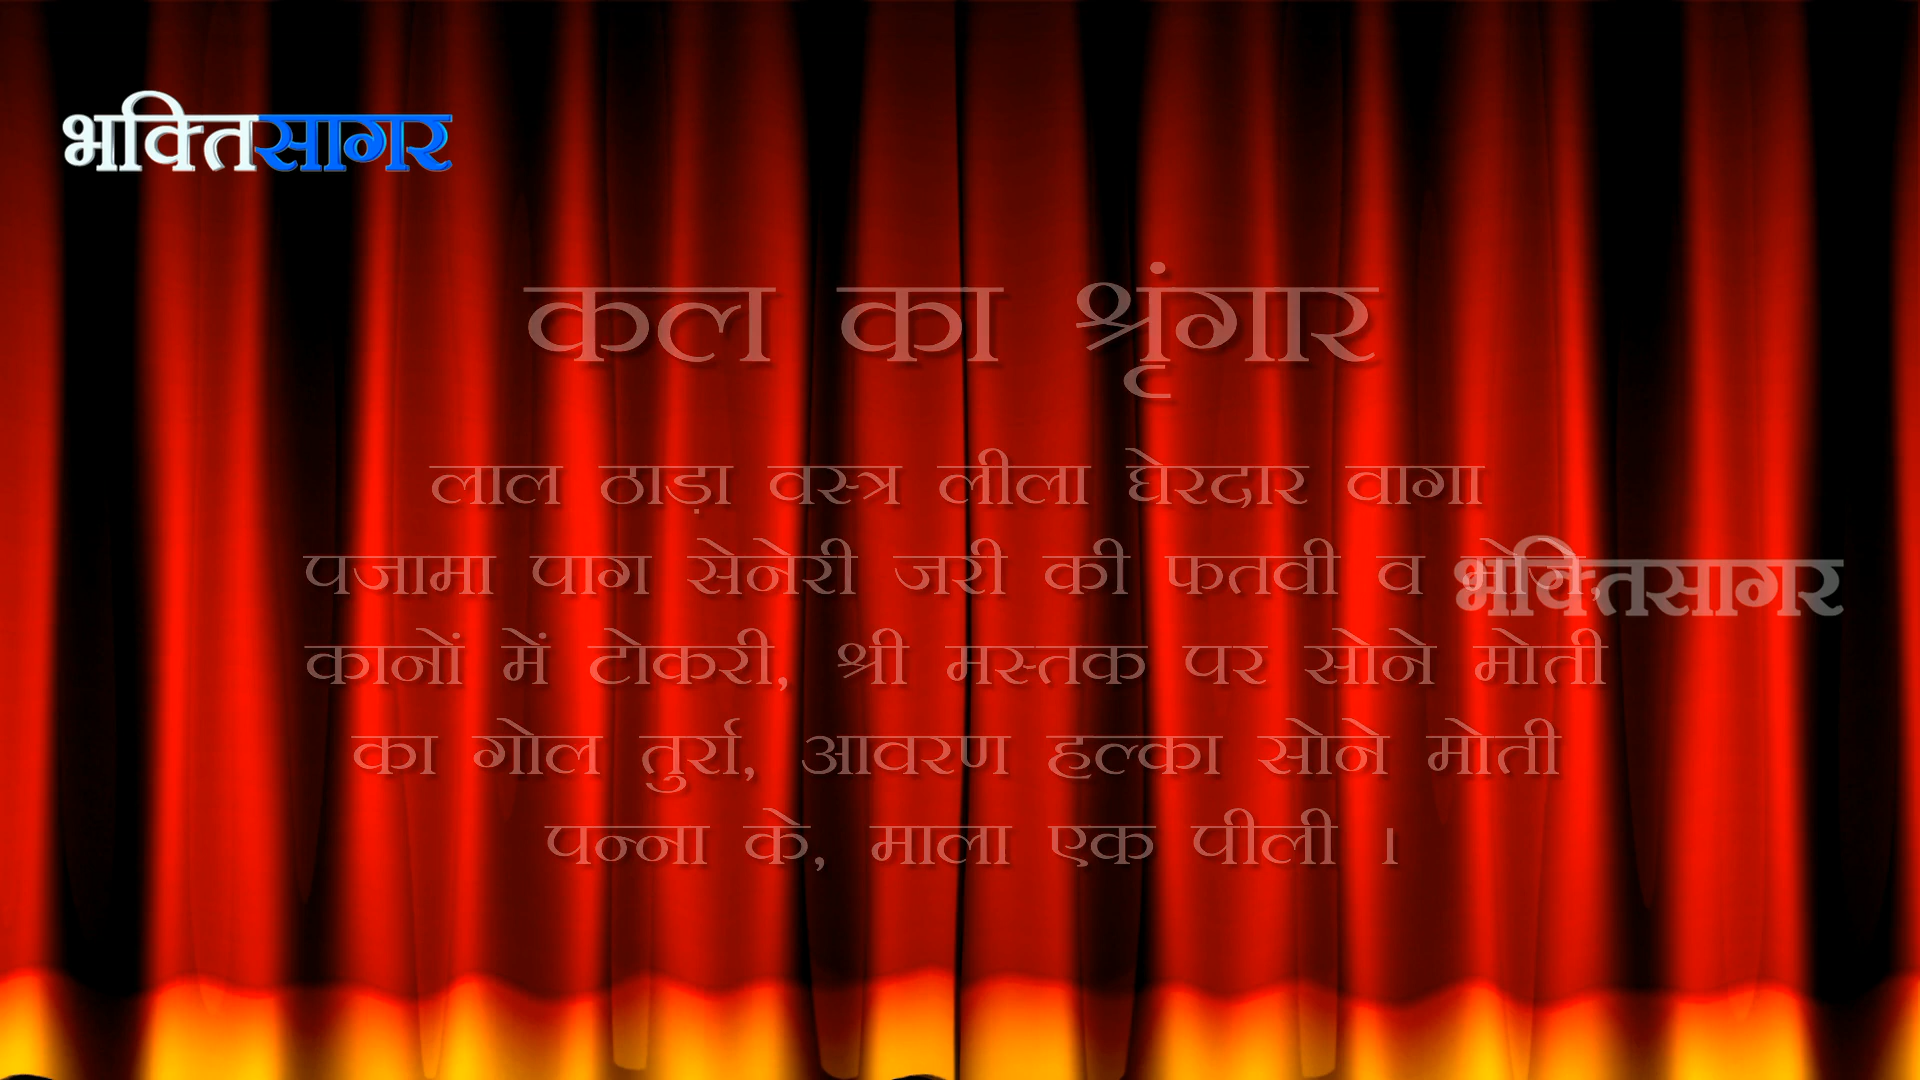 भक्तिसागर
कल का श्रृंगार
लाल ठाड़ा वस्त्र लीला घेरदार वागा
पजामा पाग सेनेरी जरी की फतवी व
भक्तिसागर
कानों में टोकरी, श्री मस्तक पर सोने मोती
का गोल तुर्रा, आवरण हल्का सोने मोती
पन्ना के, माला एक पीली ।